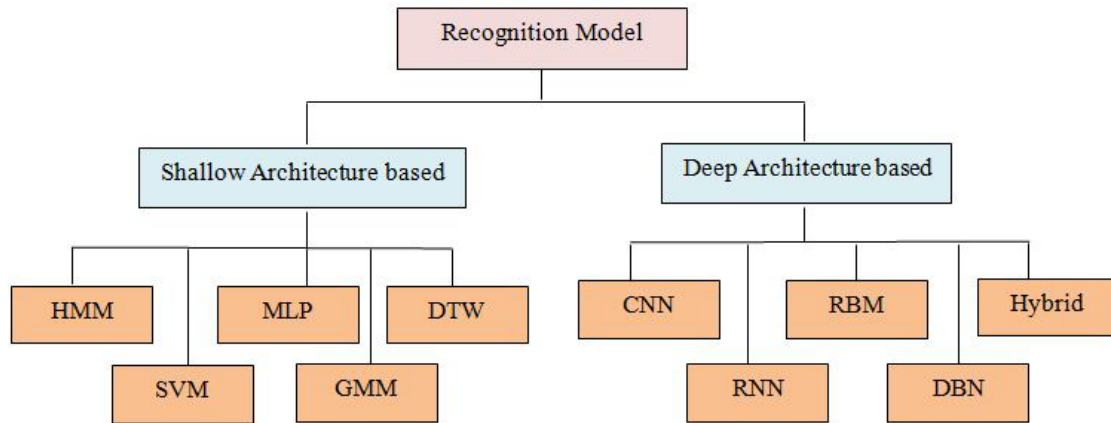 Recognition Model
Shallow Architecture based
Deep Architecture based
HMM
MLP
DTW
SVM
GMM
CNN
RBM
Hybrid
RNN
DBN